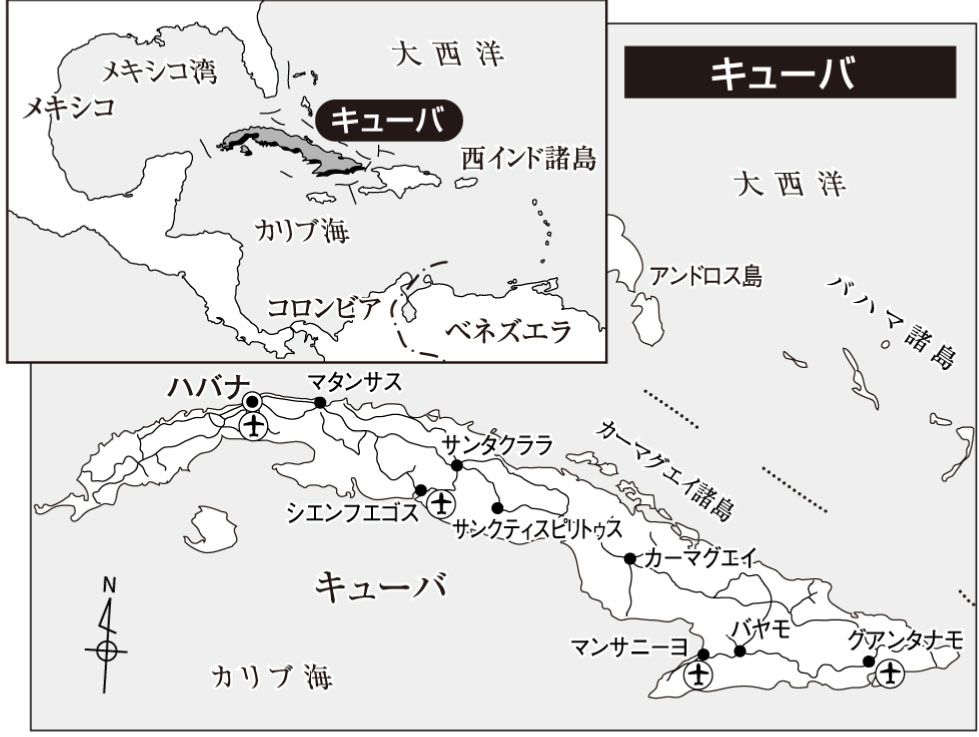 大西洋
メキシコ湾
メキシコ
キューバ
西インド諸島
カリブ海
コロンビア
ベネズエラ
キューバ
大西洋
アンドロス島
バハマ諸島
ハバナ
マタンサス
サンタクララ
カーマグエイ諸島
シエンフエゴス
サンクティスピリトゥス
カーマグエイ
キューバ
N
バヤモ
マンサニーヨ
グアンタナモ
カリブ海